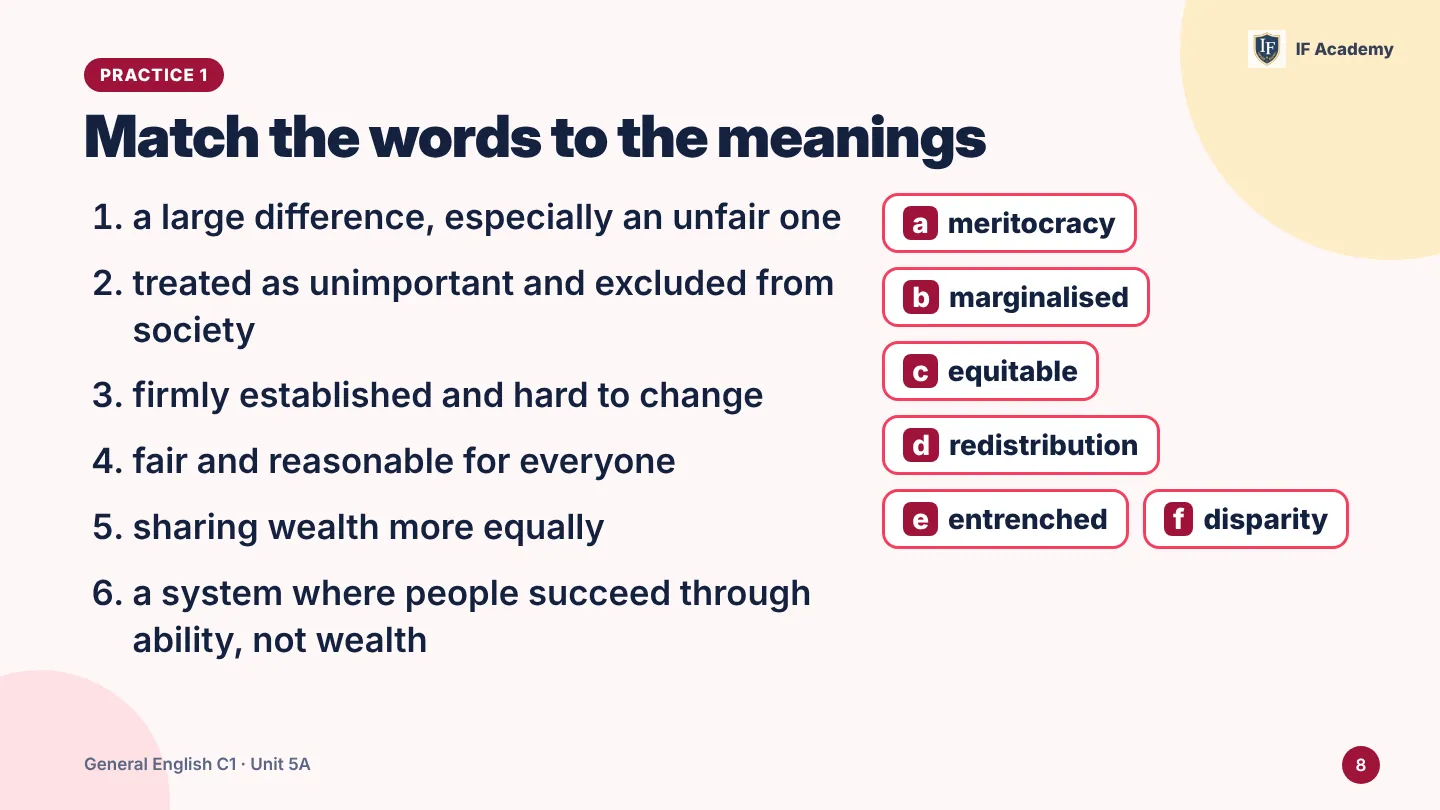 IF IF Academy
PRACTICE 1
Match the words to the meanings
1. a large difference, especially an unfair one
2. treated as unimportant and excluded from
society
3. firmly established and hard to change
4. fair and reasonable for everyone
5. sharing wealth more equally
6. a system where people succeed through
ability, not wealth
a meritocracy
b marginalised
c equitable
d redistribution
e entrenched
f disparity
General English C1 · Unit 5A
8